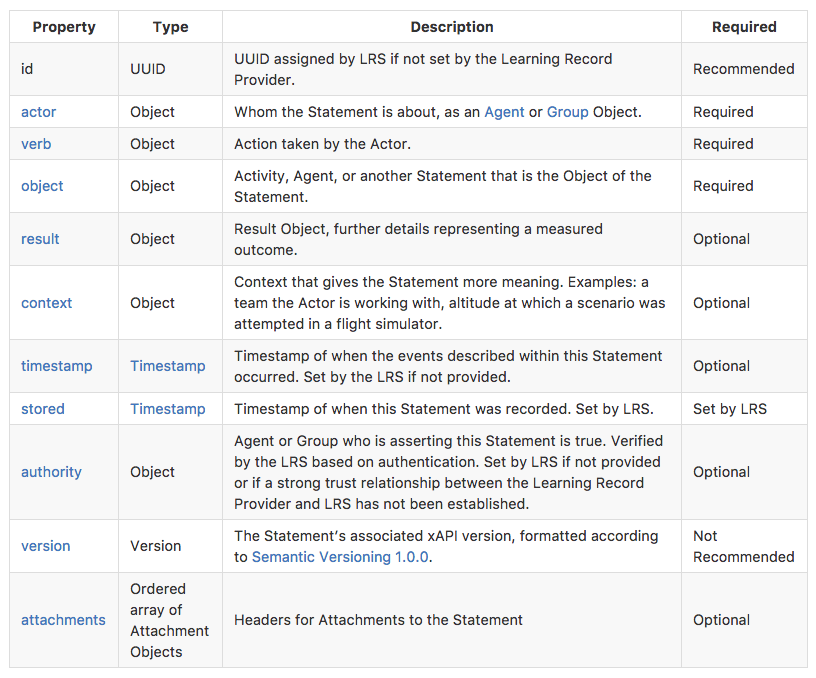 Property Type Description Required
id UUID UUID assigned by LRS if not set by the Learning Record
Provider. Recommended
actor Object Whom the Statement is about, as an Agent or Group Object. Required
verb Object Action taken by the Actor. Required
object Object Activity, Agent, or another Statement that is the Object of the
Statement. Required
result Object Result Object, further details representing a measured
outcome. Optional
context Object Context that gives the Statement more meaning. Examples: a
team the Actor is working with, altitude at which a scenario was
attempted in a flight simulator. Optional
timestamp Timestamp Timestamp of when the events described within this Statement
occurred. Set by the LRS if not provided. Optional
stored Timestamp Timestamp of when this Statement was recorded. Set by LRS. Set by LRS
authority Object Agent or Group who is asserting this Statement is true. Verified
by the LRS based on authentication. Set by LRS if not provided
or if a strong trust relationship between the Learning Record
Provider and LRS has not been established. Optional
version Version The Statement's associated xAPI version, formatted according
to Semantic Versioning 1.0.0. Not
Recommended
attachments Ordered
array of
Attachment
Objects Headers for Attachments to the Statement Optional